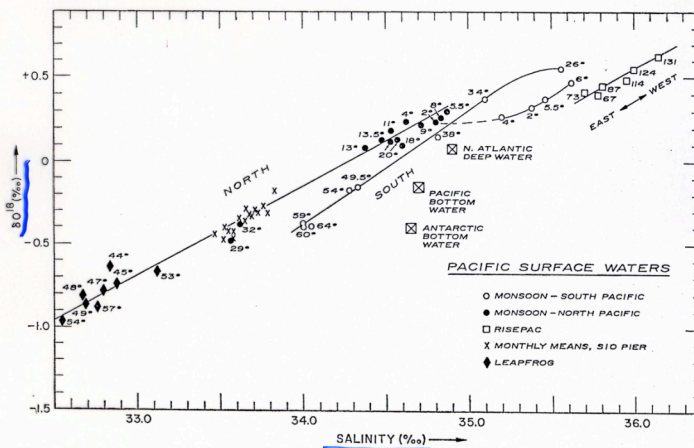 +0.5
0
-0.5
-1.0
-1.5
δO18 (‰)
33.0
34.0
35.0
36.0
SALINITY (‰)
NORTH
SOUTH
EAST WEST
131
124
114
87
67
73
26°
6°
5.5°
2°
4°
34°
38°
5.5°
8°
2°
4°
9°
11°
18°
13.5°
20°
13°
49.5°
54°
59°
60°
64°
32°
29°
53°
44°
45°
47°
48°
49°
57°
54°
N. ATLANTIC
DEEP WATER
PACIFIC
BOTTOM
WATER
ANTARCTIC
BOTTOM
WATER
PACIFIC SURFACE WATERS
MONSOON – SOUTH PACIFIC
MONSOON – NORTH PACIFIC
RISEPAC
X MONTHLY MEANS, SIO PIER
LEAPFROG